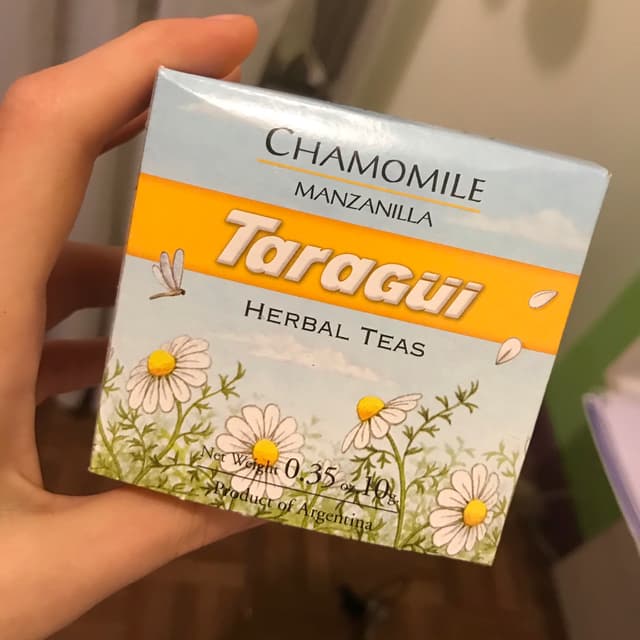 CHAMOMILE
MANZANILLA
TaraGüi
HERBAL TEAS
Net Weight 0.35 oz 10g
Product of Argentina